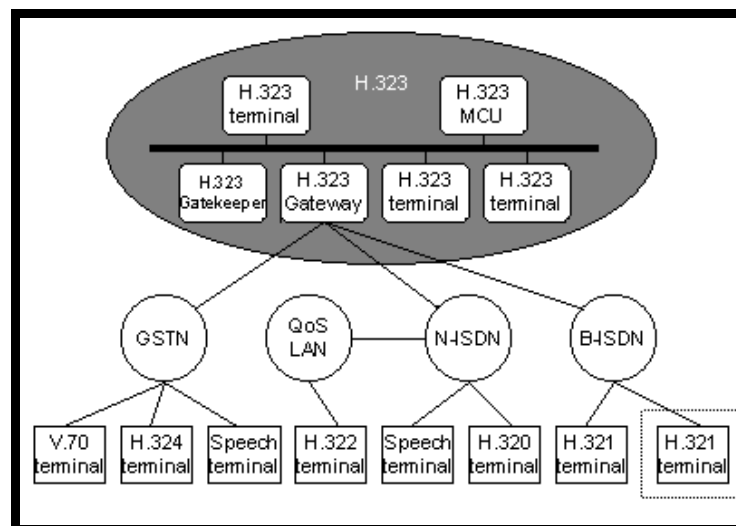 H.323
H.323
terminal
H.323
MCU
H.323
Gatekeeper
H.323
Gateway
H.323
terminal
H.323
terminal
GSTN
QoS
LAN
N-ISDN
B-ISDN
V.70
terminal
H.324
terminal
Speech
terminal
H.322
terminal
Speech
terminal
H.320
terminal
H.321
terminal
H.321
terminal